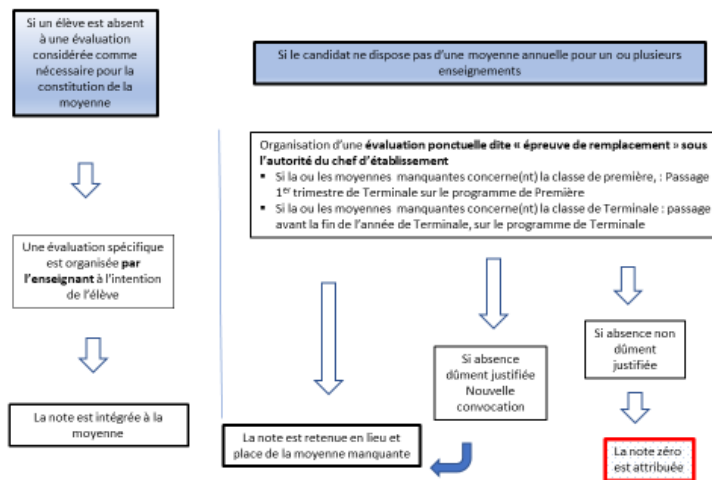 Si un élève est absent
à une évaluation
considérée comme
nécessaire pour la
constitution de la
moyenne
Une évaluation spécifique
est organisée par
l'enseignant à l'intention
de l'élève
La note est intégrée à la
moyenne
Si le candidat ne dispose pas d'une moyenne annuelle pour un ou plusieurs
enseignements
Organisation d'une évaluation ponctuelle dite « épreuve de remplacement » sous
l'autorité du chef d'établissement
▪ Si la ou les moyennes manquantes concerne(nt) la classe de première, : Passage
1er trimestre de Terminale sur le programme de Première
▪ Si la ou les moyennes manquantes concerne(nt) la classe de Terminale : passage
avant la fin de l'année de Terminale, sur le programme de Terminale
Si absence
dûment justifiée
Nouvelle
convocation
Si absence non
dûment
justifiée
La note est retenue en lieu et
place de la moyenne manquante
La note zéro
est attribuée